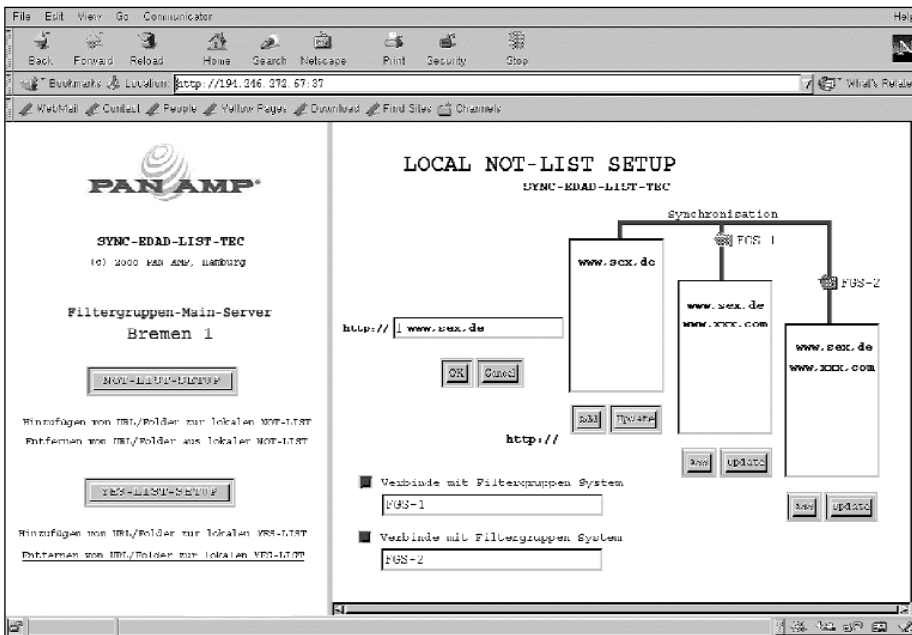 File Edit View Go Communicator Help
Back Forward Reload Home Search Netscape Print Security Stop
Bookmarks Location: http://194.246.272.67:37 What's Relate
WebMail Contact People Yellow Pages Download Find Sites Channels
PAN AMP
SYNC-EDAD-LIST-TEC
(c) 2000 PAN AMP, Hamburg
Filtergruppen-Main-Server
Bremen 1
NOT-LIST-SETUP
Hinzufügen von URL/Folder zur lokalen NOT-LIST
Entfernen von URL/Folder aus lokaler NOT-LIST
YES-LIST-SETUP
Hinzufügen von URL/Folder zur lokalen YES-LIST
Entfernen von URL/Folder zur lokalen YES-LIST
LOCAL NOT-LIST SETUP
SYNC-EDAD-LIST-TEC
Synchronisation
FGS-1
FGS-2
http:// www.sex.de
OK Cancel
www.sex.de
Add Update
www.sex.de
www.xxx.com
Add Update
www.sex.de
www.xxx.com
Add Update
http://
Verbinde mit Filtergruppen System
FGS-1
Verbinde mit Filtergruppen System
FGS-2